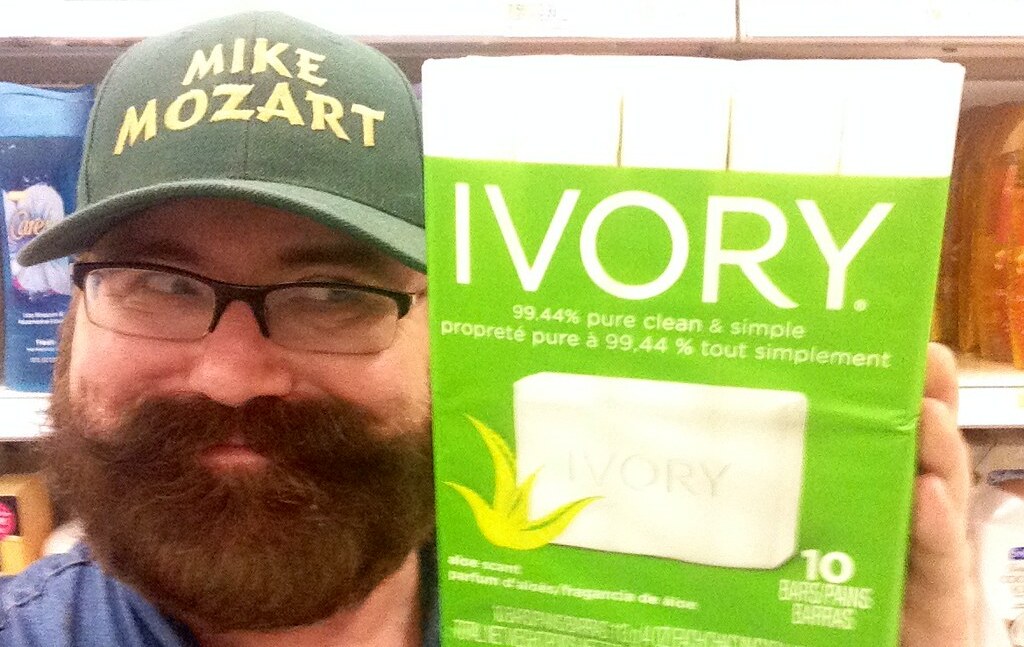 MIKE
MOZART
IVORY®
99.44% pure clean & simple
propreté pure à 99,44 % tout simplement
IVORY
aloe scent
parfum d'aloès/fragancia de aloe
10
BARS/PAINS
BARRAS
Care